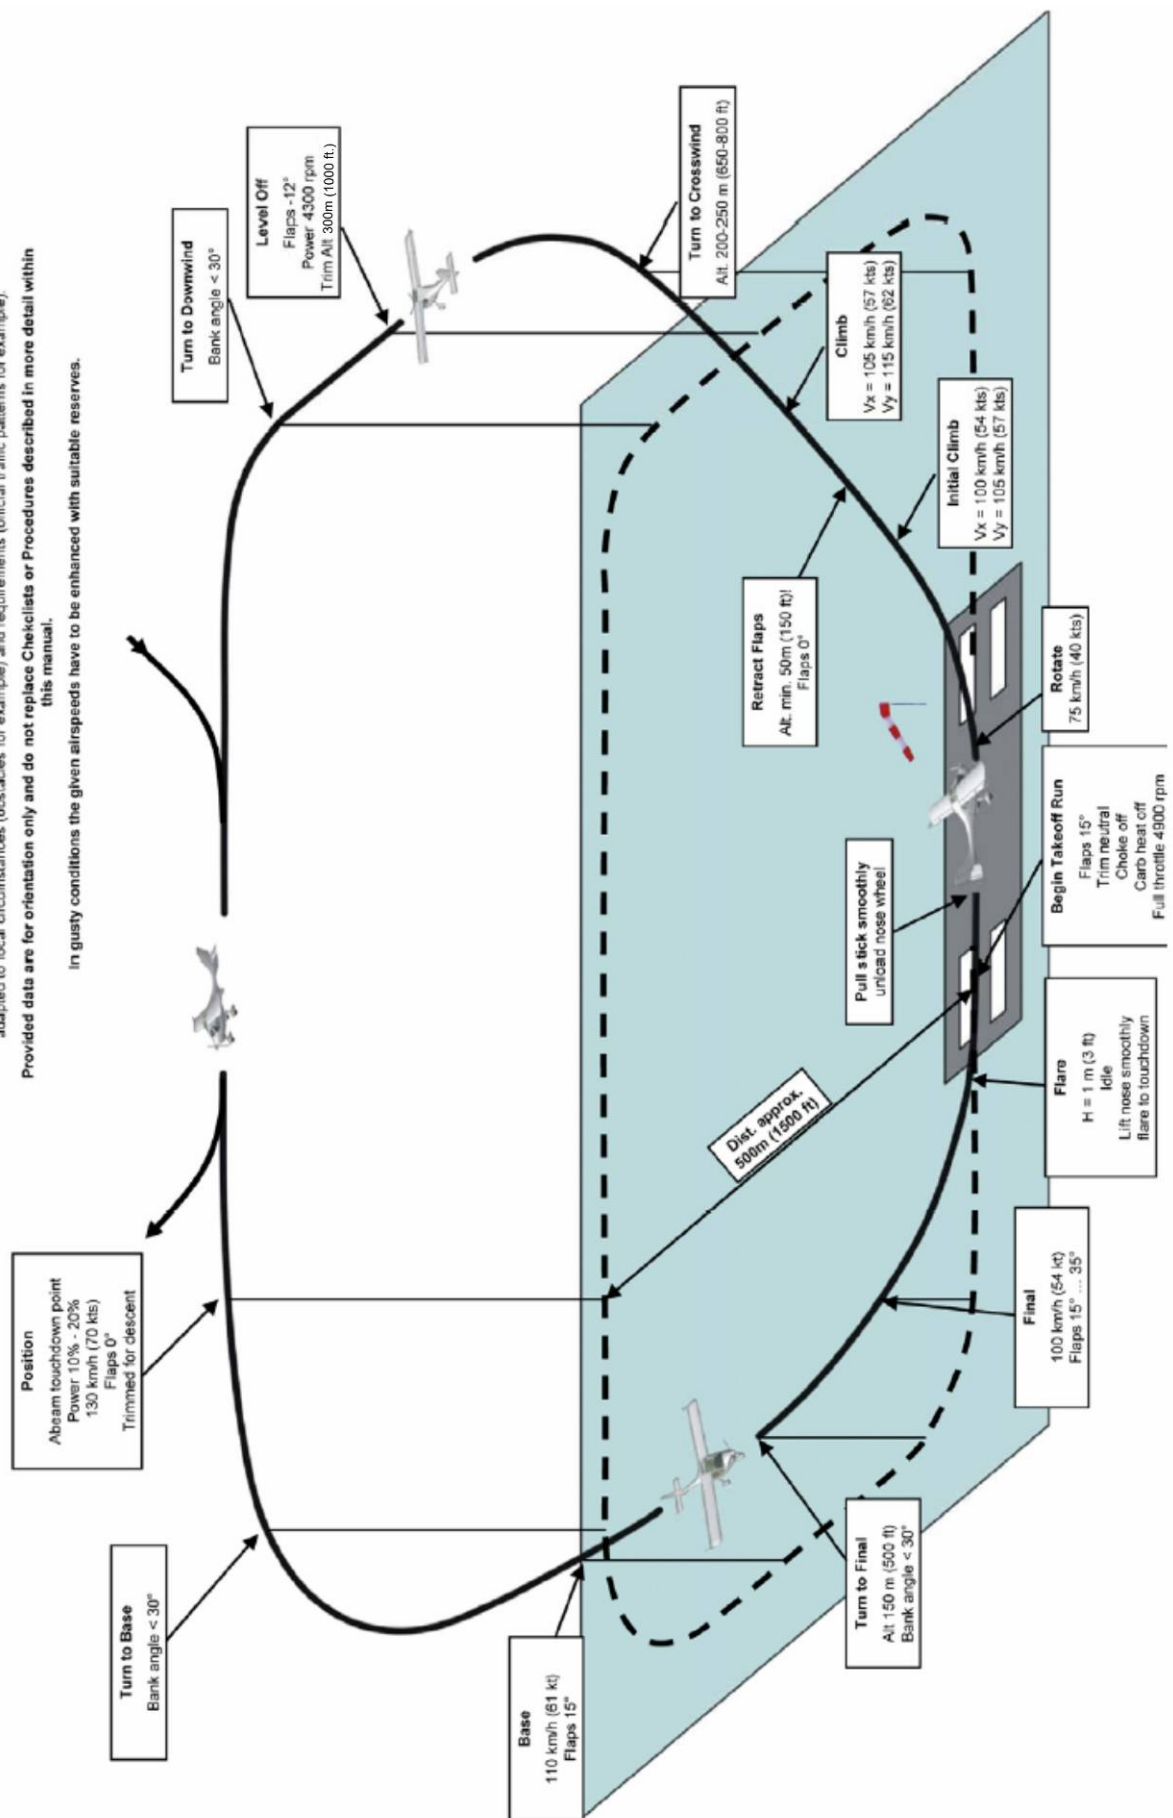 adapted to local circumstances (obstacles for example) and requirements (official traffic patterns for example).
Provided data are for orientation only and do not replace Chekclists or Procedures described in more detail within
this manual.
In gusty conditions the given airspeeds have to be enhanced with suitable reserves.
Position
Abeam touchdown point
Power 10% - 20%
130 km/h (70 kts)
Flaps 0°
Trimmed for descent
Turn to Downwind
Bank angle < 30°
Level Off
Flaps -12°
Power 4300 rpm
Trim Alt 300m (1000 ft.)
Turn to Base
Bank angle < 30°
Turn to Crosswind
Alt. 200-250 m (650-800 ft)
Base
110 km/h (61 kt)
Flaps 15°
Dist. approx.
500m (1500 ft)
Retract Flaps
Alt. min. 50m (150 ft)!
Flaps 0°
Climb
Vx = 105 km/h (57 kts)
Vy = 115 km/h (62 kts)
Turn to Final
Alt 150 m (500 ft)
Bank angle < 30°
Pull stick smoothly
unload nose wheel
Initial Climb
Vx = 100 km/h (54 kts)
Vy = 105 km/h (57 kts)
Final
100 km/h (54 kt)
Flaps 15° ... 35°
Flare
H = 1 m (3 ft)
Idle
Lift nose smoothly
flare to touchdown
Begin Takeoff Run
Flaps 15°
Trim neutral
Choke off
Carb heat off
Full throttle 4900 rpm
Rotate
75 km/h (40 kts)